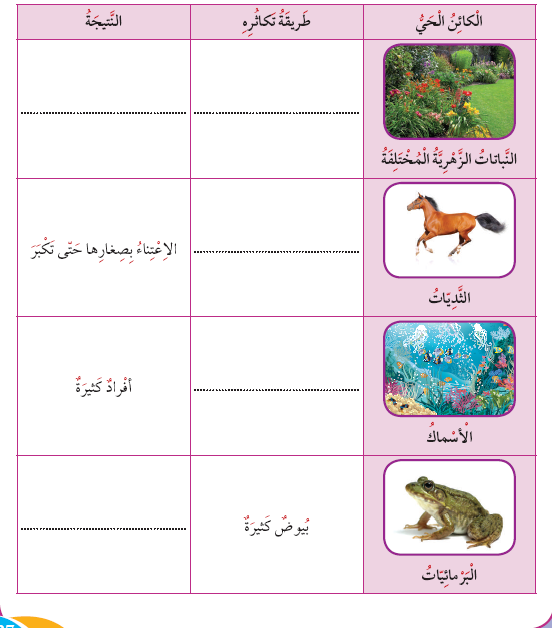 الْكائِنُ الْحَيُّ
طَريقَةُ تَكاثُرِهِ
النَّتيجَةُ
النَّباتاتُ الزَّهْرِيَّةُ الْمُخْتَلِفَةُ
الثَّدِيّاتُ
الاِعْتِناءُ بِصِغارِها حَتّى تَكْبَرَ
الْأَسْماكُ
أَفْرادٌ كَثيرَةٌ
الْبَرْمائِيّاتُ
بُيوضٌ كَثيرَةٌ